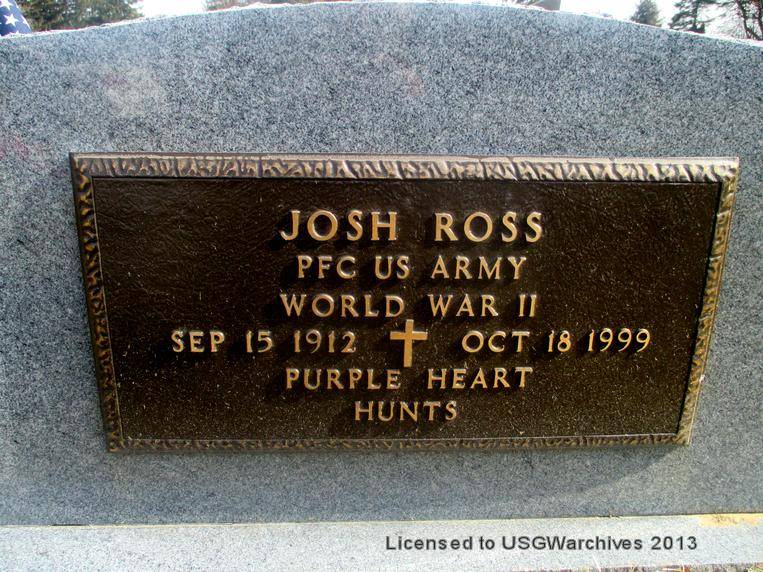 JOSH ROSS
PFC US ARMY
WORLD WAR II
SEP 15 1912 OCT 18 1999
PURPLE HEART
HUNTS
Licensed to USGWarchives 2013